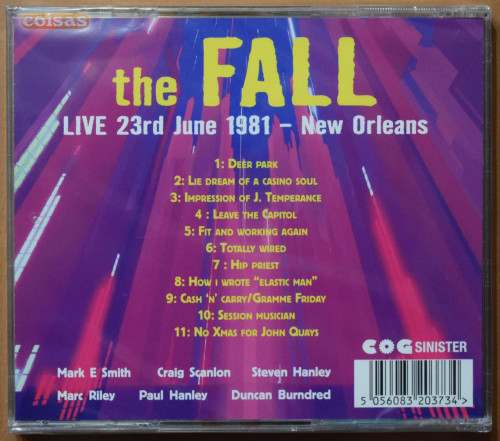 coisas
the FALL
LIVE 23rd June 1981 – New Orleans
1: Deer park
2: Lie dream of a casino soul
3: Impression of J. Temperance
4 : Leave the Capitol
5: Fit and working again
6: Totally wired
7 : Hip priest
8: How i wrote "elastic man"
9: Cash 'n' carry/Gramme Friday
10: Session musician
11: No Xmas for John Quays
COG SINISTER
Mark E Smith Craig Scanlon Steven Hanley
Marc Riley Paul Hanley Duncan Burndred
5 056083 203734 >